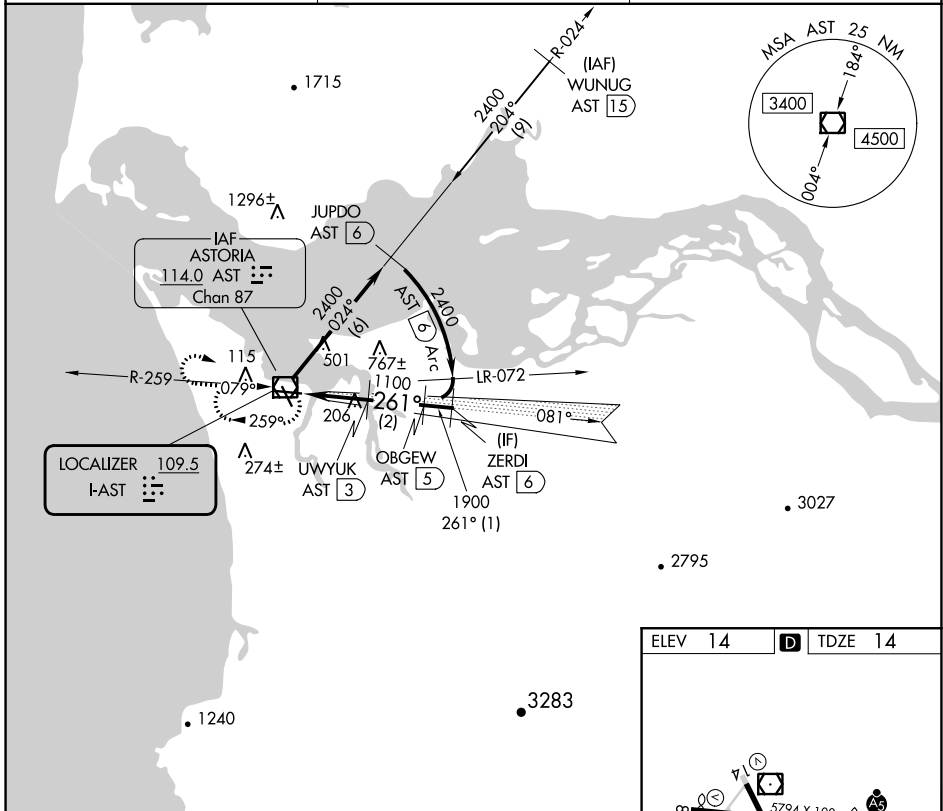 MSA AST 25 NM
184°
3400
4500
004°
R-024
(IAF)
WUNUG
AST 15
2400
204°
(9)
1715
1296±
JUPDO
AST 6
IAF
ASTORIA
114.0 AST
Chan 87
2400
024°
(6)
2400
AST 6 Arc
501
767±
115
R-259
079°
1100
LR-072
261°
(2)
081°
206
259°
274±
LOCALIZER 109.5
I-AST
UWYUK
AST 3
OBGEW
AST 5
(IF)
ZERDI
AST 6
1900
261° (1)
3027
2795
3283
1240
ELEV 14
D
TDZE 14
14
V
V
8
5794 X 100
A5